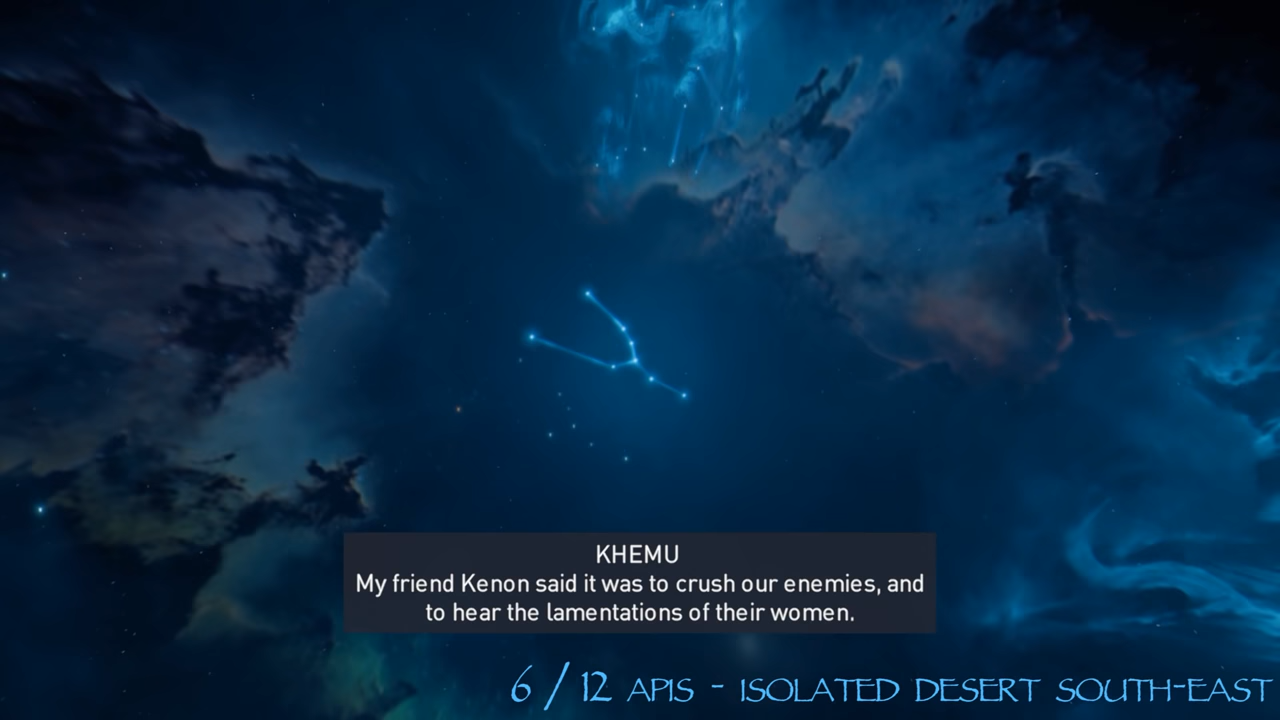 KHEMU
My friend Kenon said it was to crush our enemies, and
to hear the lamentations of their women.
6 / 12 APIS - ISOLATED DESERT SOUTH-EAST